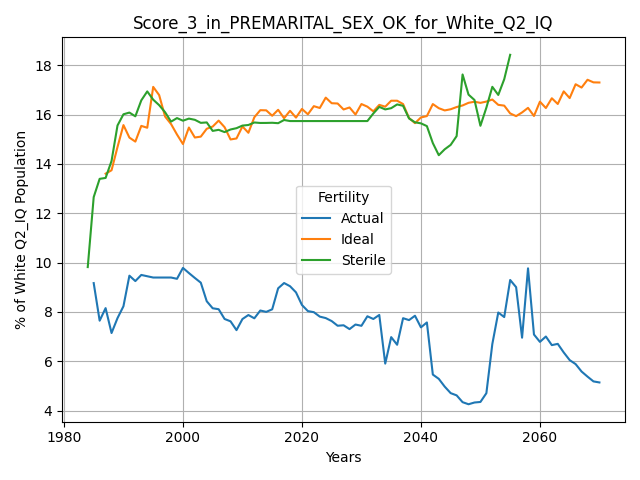 Score_3_in_PREMARITAL_SEX_OK_for_White_Q2_IQ
% of White Q2_IQ Population
18
16
14
12
10
8
6
4
Fertility
Actual
Ideal
Sterile
1980
2000
2020
2040
2060
Years